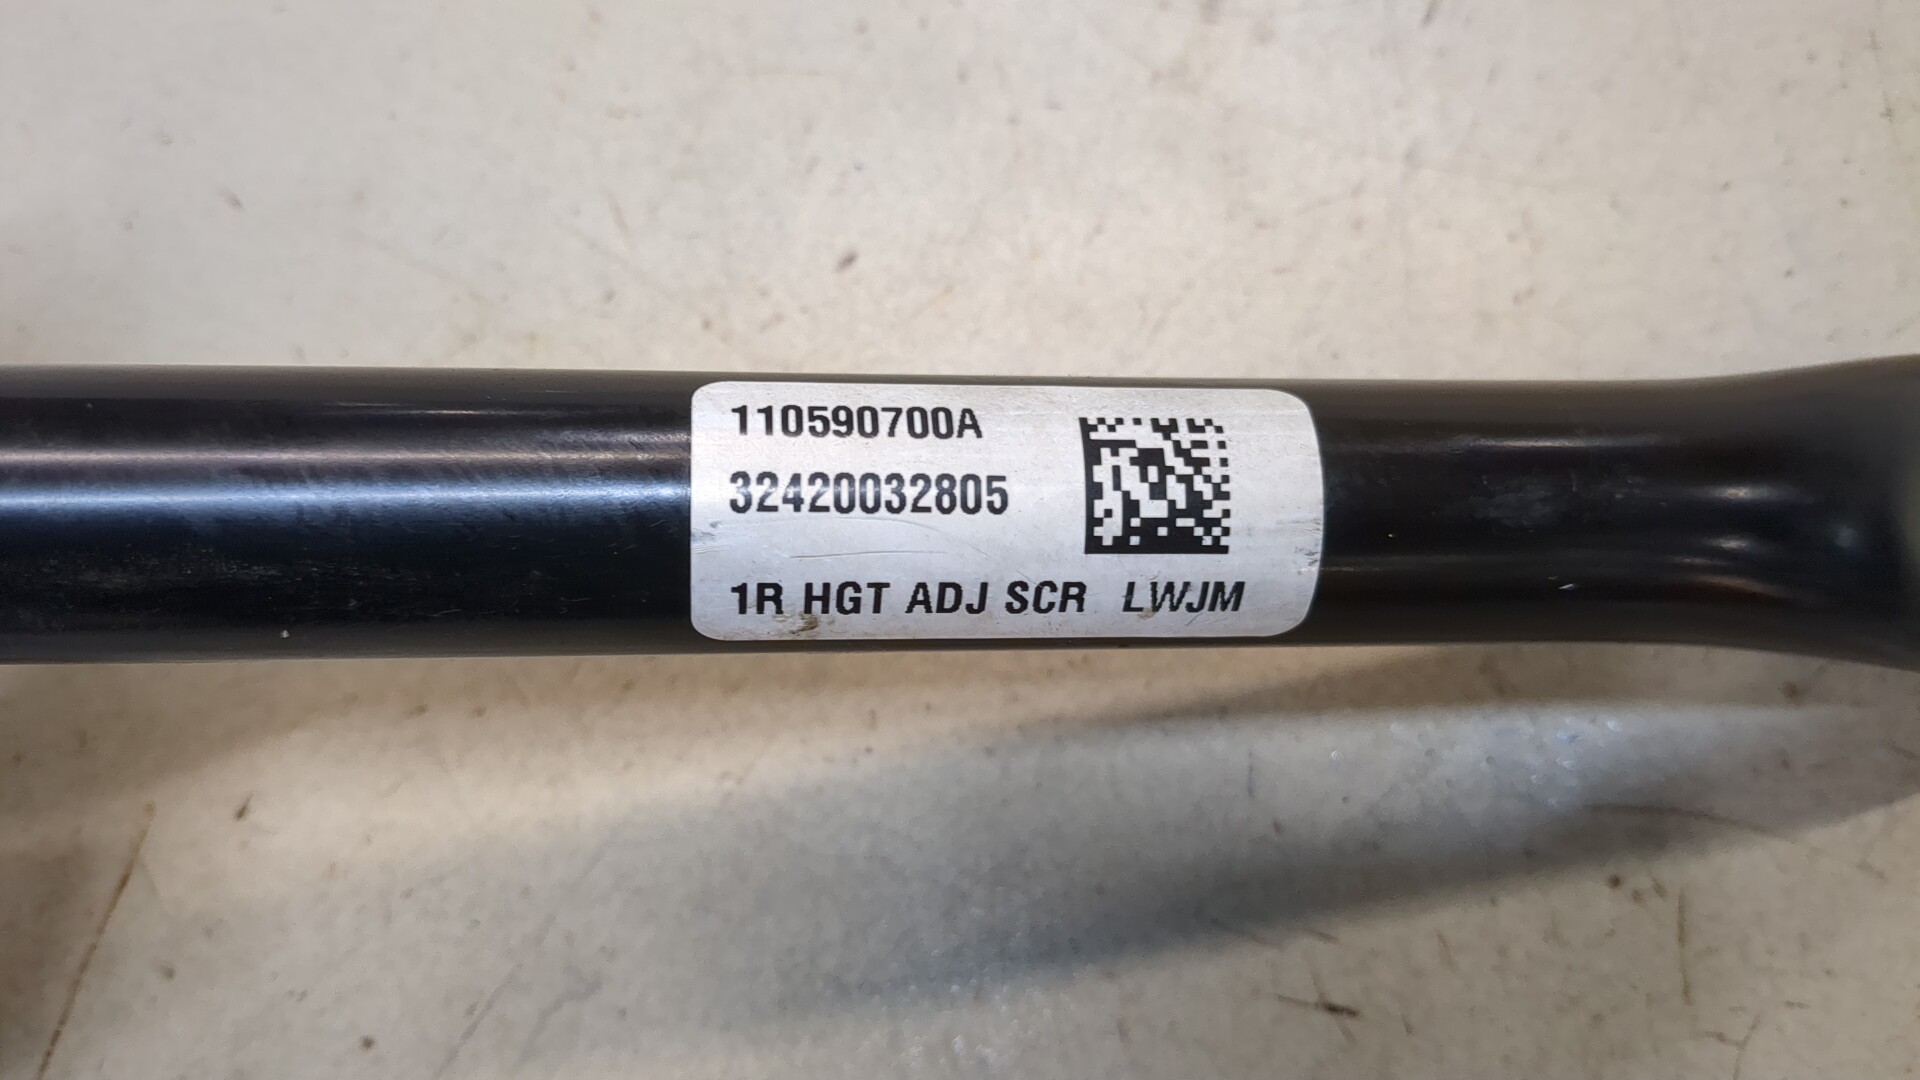 110590700A
32420032805
1R HGT ADJ SCR LWJM